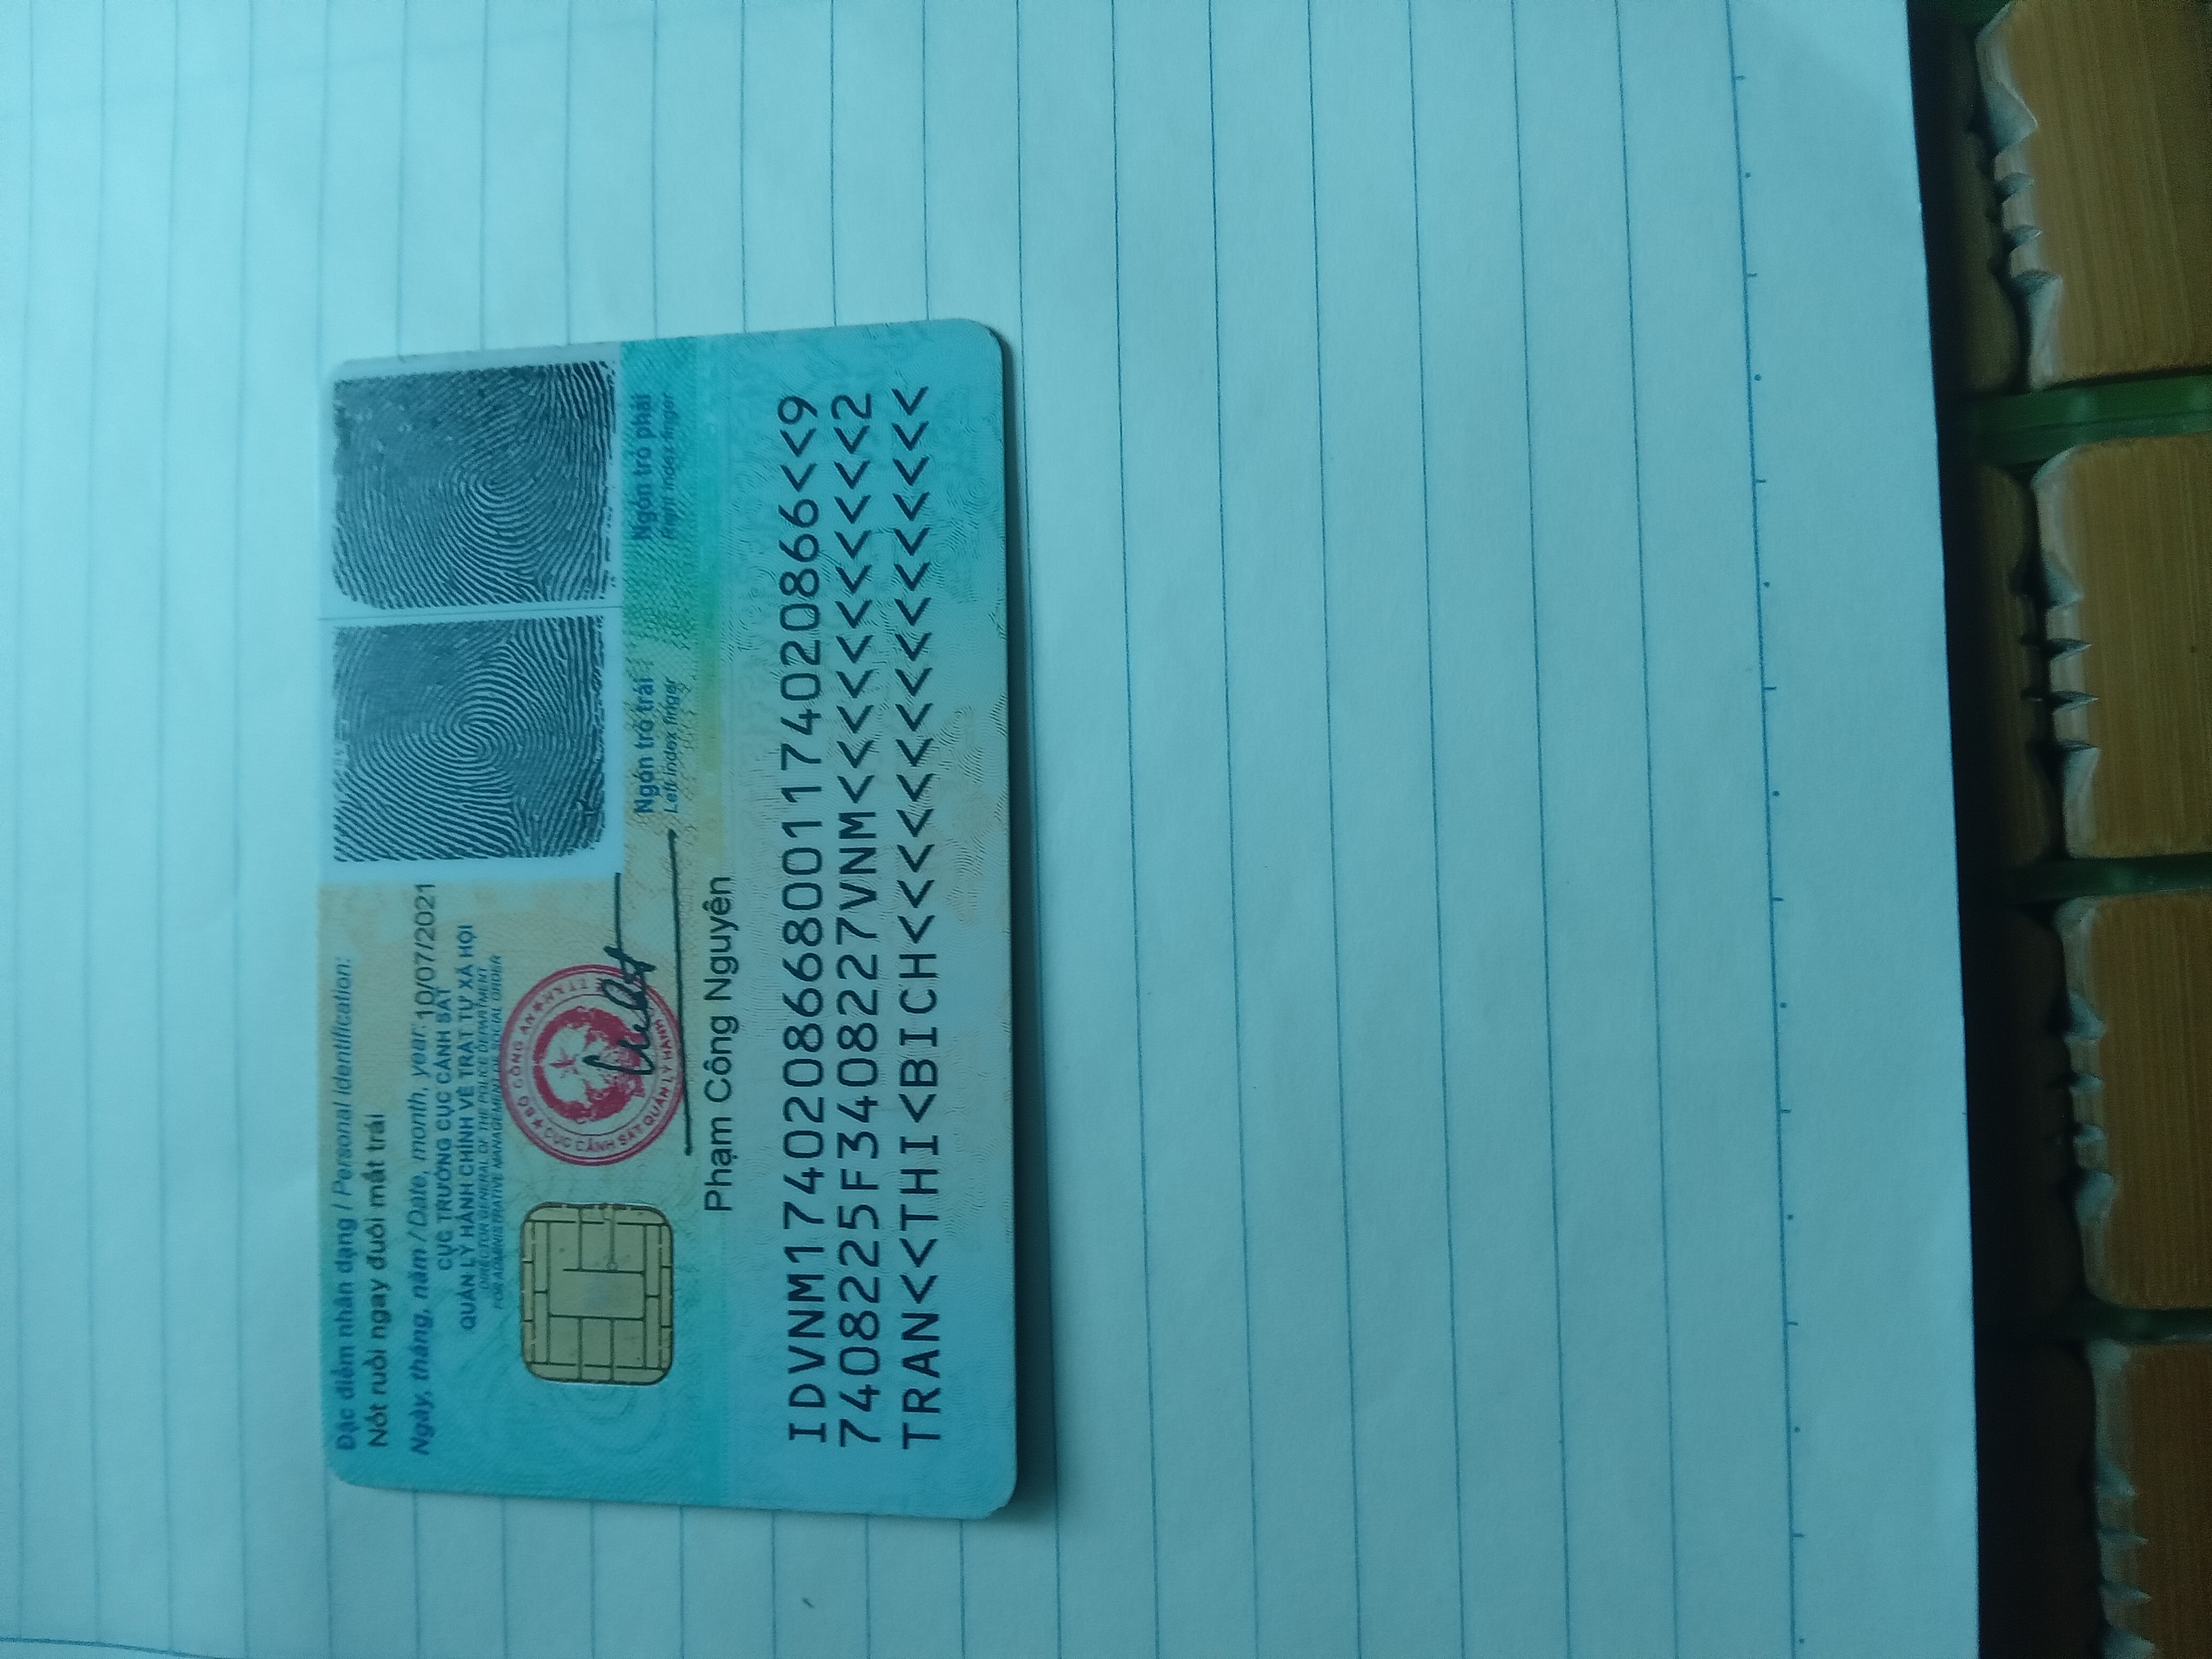 Đặc điểm nhân dạng / Personal identification:
Nốt ruồi ngay đuôi mắt trái
Ngày, tháng, năm / Date, month, year: 10/07/2021
CỤC TRƯỞNG CỤC CẢNH SÁT
QUẢN LÝ HÀNH CHÍNH VỀ TRẬT TỰ XÃ HỘI
DIRECTOR GENERAL OF THE POLICE DEPARTMENT
FOR ADMINISTRATIVE MANAGEMENT OF SOCIAL ORDER
BỘ CÔNG AN
CỤC CẢNH SÁT QUẢN LÝ HÀNH
Ngón trỏ trái
Left index finger
Ngón trỏ phải
Right index finger
Phạm Công Nguyên
IDVNM1740208668001174020866<<9
7408225F3408227VNM<<<<<<<<<<<2
TRAN<<THI<BICH<<<<<<<<<<<<<<<<